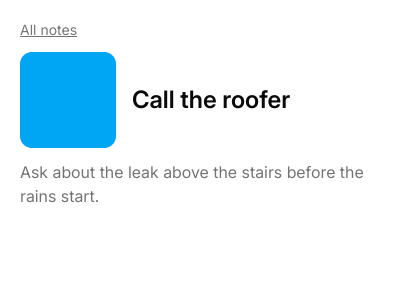 All notes
Call the roofer
Ask about the leak above the stairs before the
rains start.